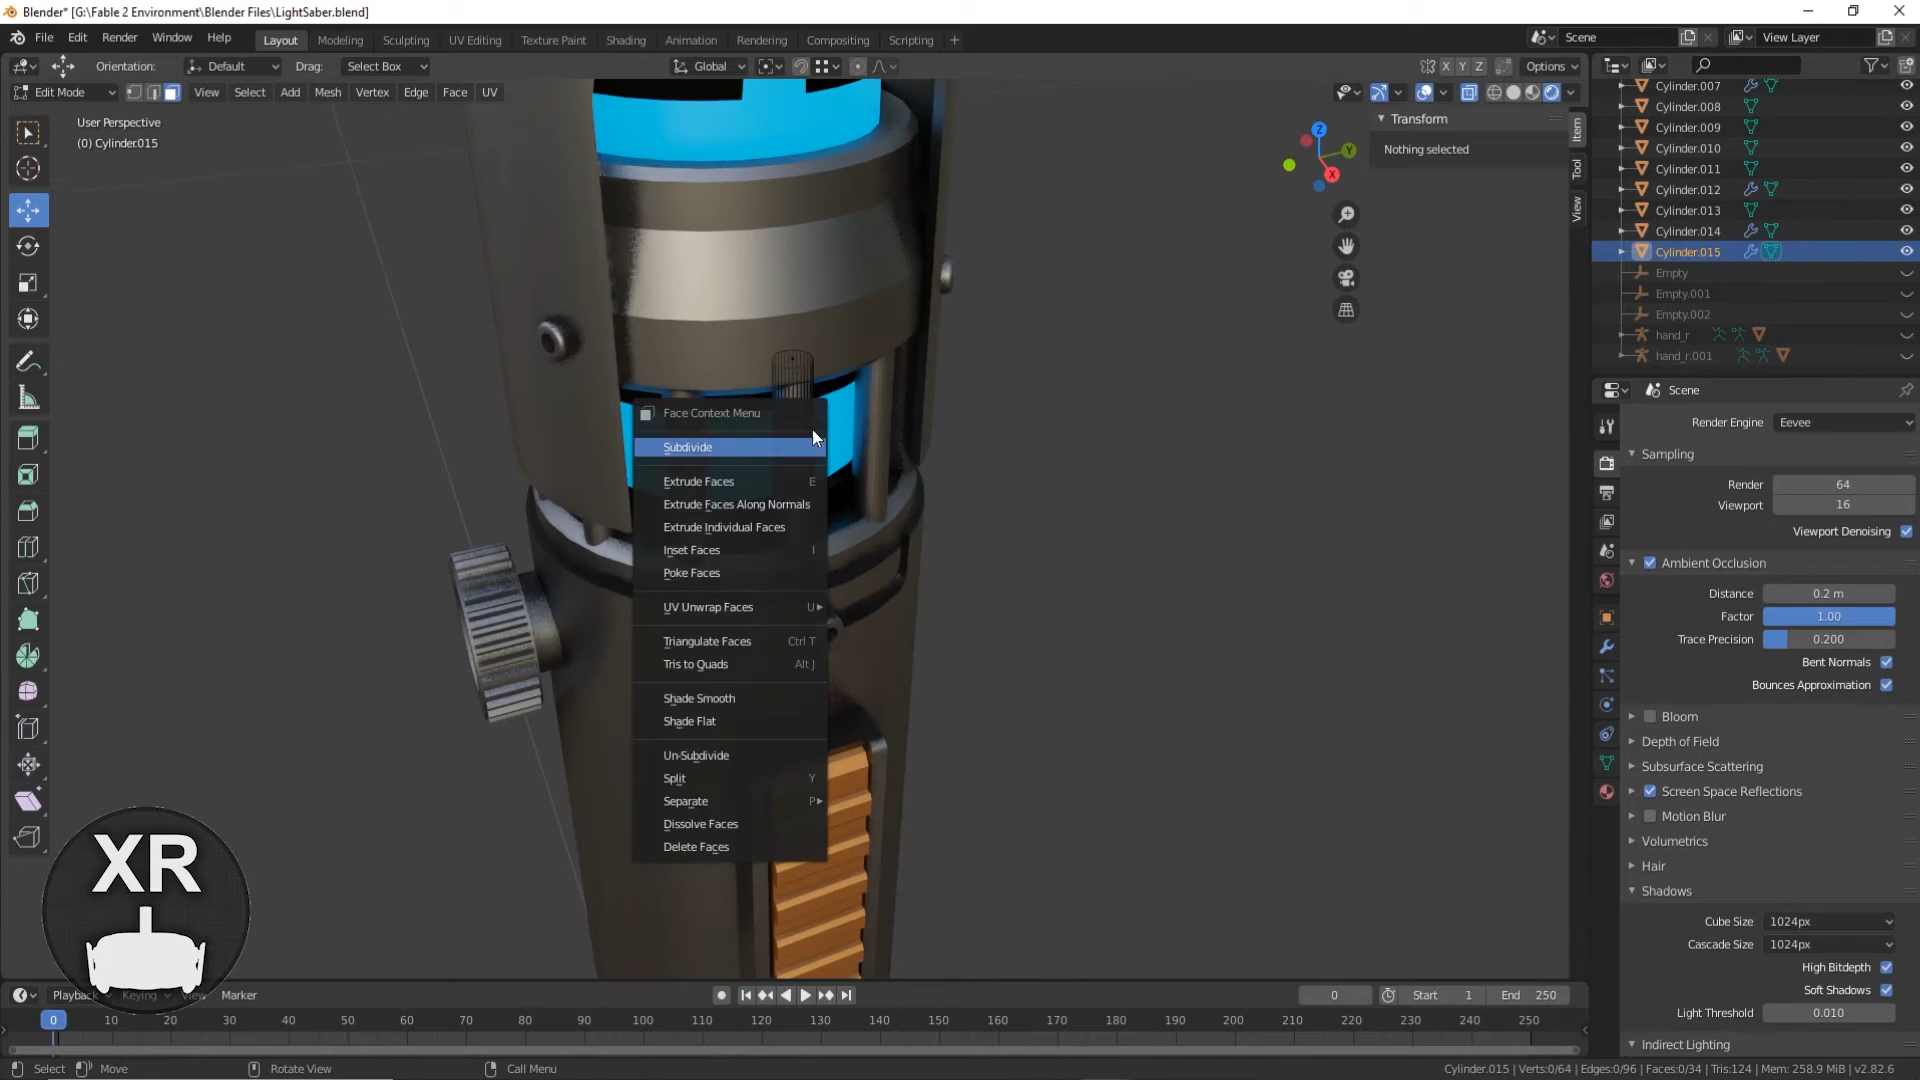 Blender* [G:\Fable 2 Environment\Blender Files\LightSaber.blend]
File Edit Render Window Help Layout Modeling Sculpting UV Editing Texture Paint Shading Animation Rendering Compositing Scripting + Scene View Layer
Orientation: Default Drag: Select Box Global X Y Z Options
Edit Mode View Select Add Mesh Vertex Edge Face UV
User Perspective
(0) Cylinder.015
Transform
Nothing selected
Item
Tool
View
Z
Y
X
Cylinder.007
Cylinder.008
Cylinder.009
Cylinder.010
Cylinder.011
Cylinder.012
Cylinder.013
Cylinder.014
Cylinder.015
Empty
Empty.001
Empty.002
hand_r
hand_r.001
Face Context Menu
Subdivide
Extrude Faces E
Extrude Faces Along Normals
Extrude Individual Faces
Inset Faces I
Poke Faces
UV Unwrap Faces U
Triangulate Faces Ctrl T
Tris to Quads Alt J
Shade Smooth
Shade Flat
Un-Subdivide
Split Y
Separate P
Dissolve Faces
Delete Faces
Scene
Render Engine Eevee
Sampling
Render 64
Viewport 16
Viewport Denoising
Ambient Occlusion
Distance 0.2 m
Factor 1.00
Trace Precision 0.200
Bent Normals
Bounces Approximation
Bloom
Depth of Field
Subsurface Scattering
Screen Space Reflections
Motion Blur
Volumetrics
Hair
Shadows
Cube Size 1024px
Cascade Size 1024px
High Bitdepth
Soft Shadows
Light Threshold 0.010
Indirect Lighting
XR
Playback Keying View Marker 0 Start 1 End 250
0 10 20 30 40 50 60 70 80 90 100 110 120 130 140 150 160 170 180 190 200 210 220 230 240 250
Select Move Rotate View Call Menu Cylinder.015 | Verts:0/64 | Edges:0/96 | Faces:0/34 | Tris:124 | Mem: 258.9 MiB | v2.82.6